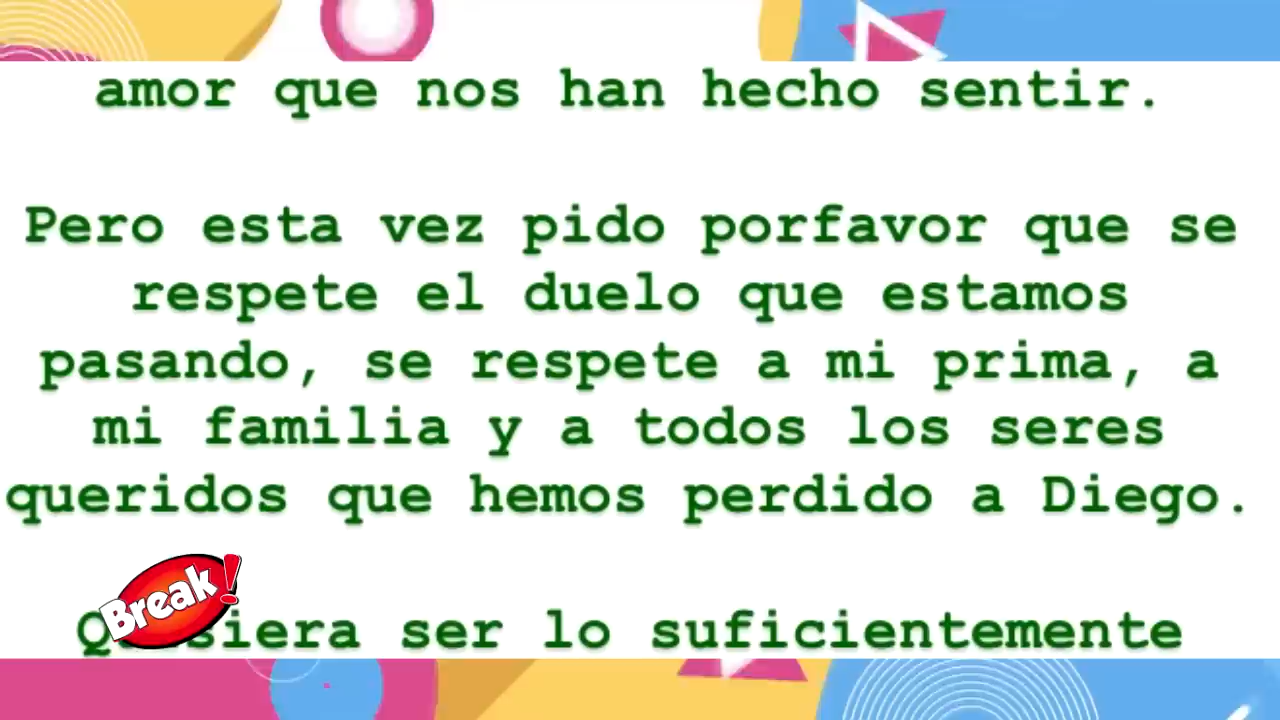 amor que nos han hecho sentir.
Pero esta vez pido porfavor que se
respete el duelo que estamos
pasando, se respete a mi prima, a
mi familia y a todos los seres
queridos que hemos perdido a Diego.
Break!
ser lo suficientemente